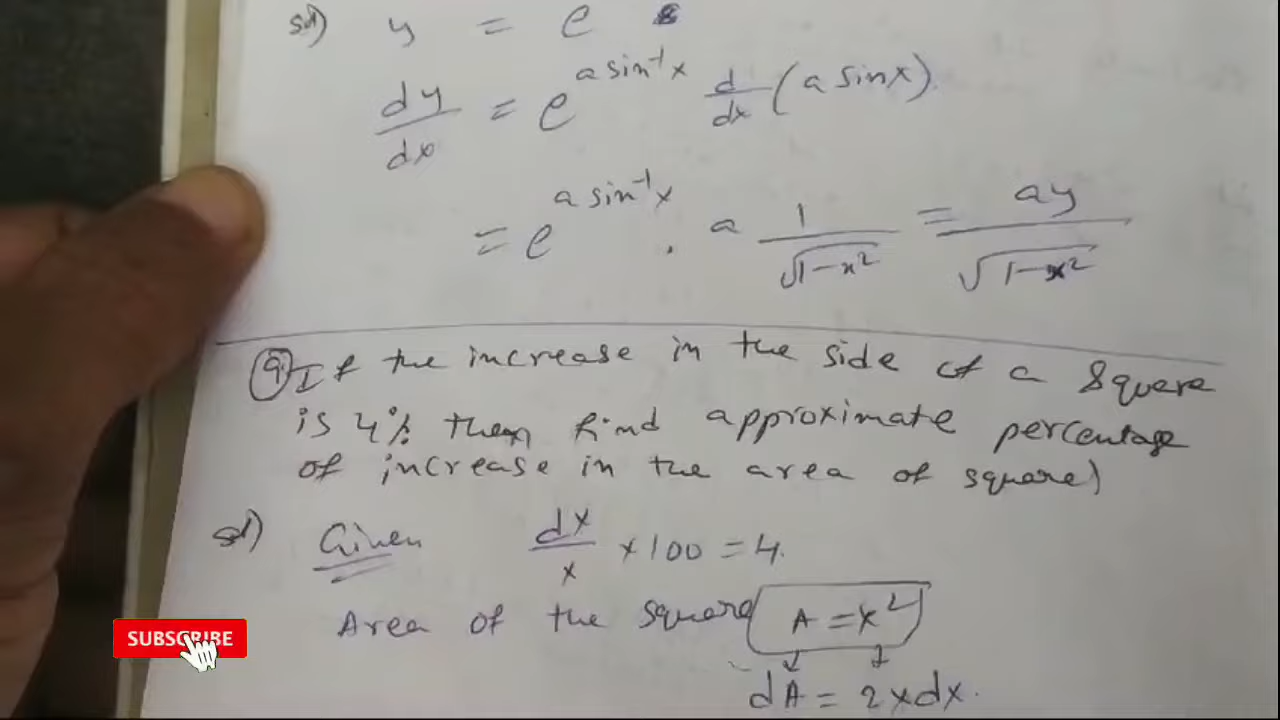 sol) y = e
dy/dx = e^(a sin⁻¹x) d/dx (a sinx)
= e^(a sin⁻¹x) . a 1/√(1-x²) = ay/√(1-x²)
9) If the increase in the side of a square
is 4% then find approximate percentage
of increase in the area of square)
sol) Given dx/x × 100 = 4.
Area of the square A = x²
SUBSCRIBE
dA = 2xdx.